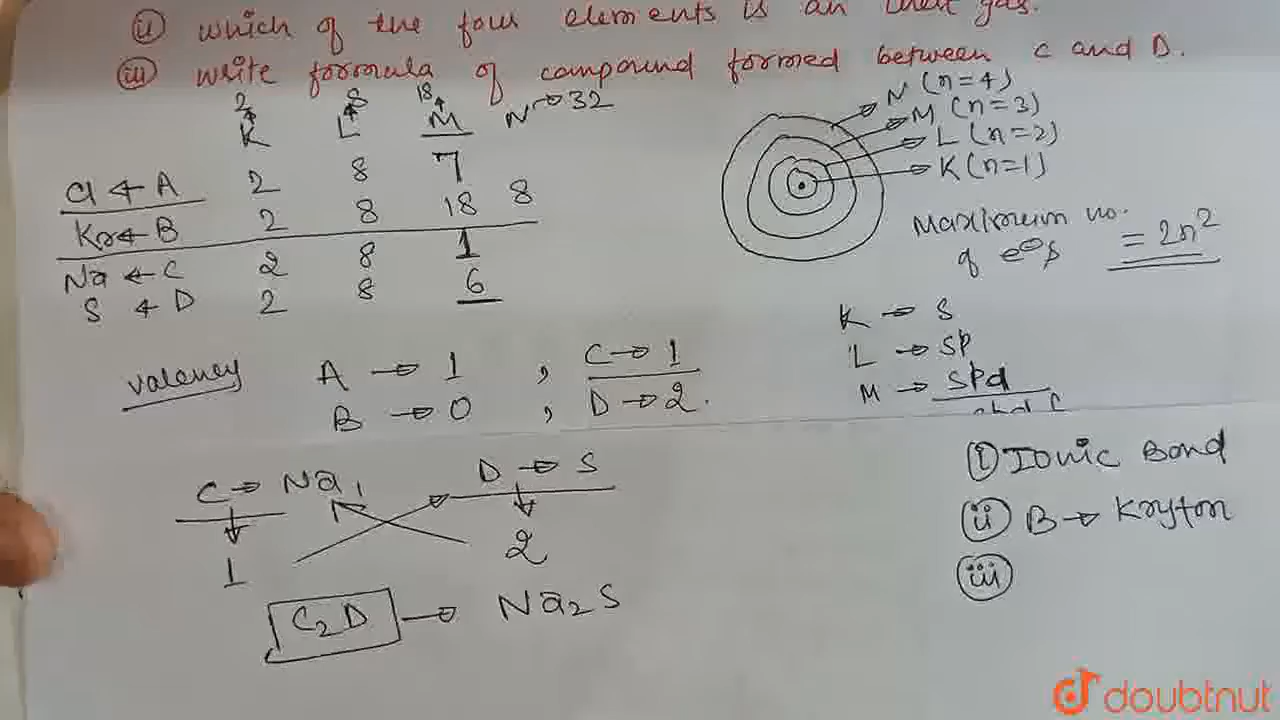 (ii) which of the four elements is an inert gas.
(iii) write formula of compound formed between C and D.
2 8 18
K L M N → 32
Cl ← A 2 8 7
Kr ← B 2 8 18 8
Na ← C 2 8 1
S ← D 2 8 6
N (n=4)
M (n=3)
L (n=2)
K (n=1)
Maximum no.
of e⊖s = 2n²
K → S
L → SP
M → SPd
valency A → 1 , C → 1
B → 0 , D → 2.
C → Na1 D → S
1 2
C2D → Na2S
(i) Ionic Bond
(ii) B → Kryton
(iii)
doubtnut